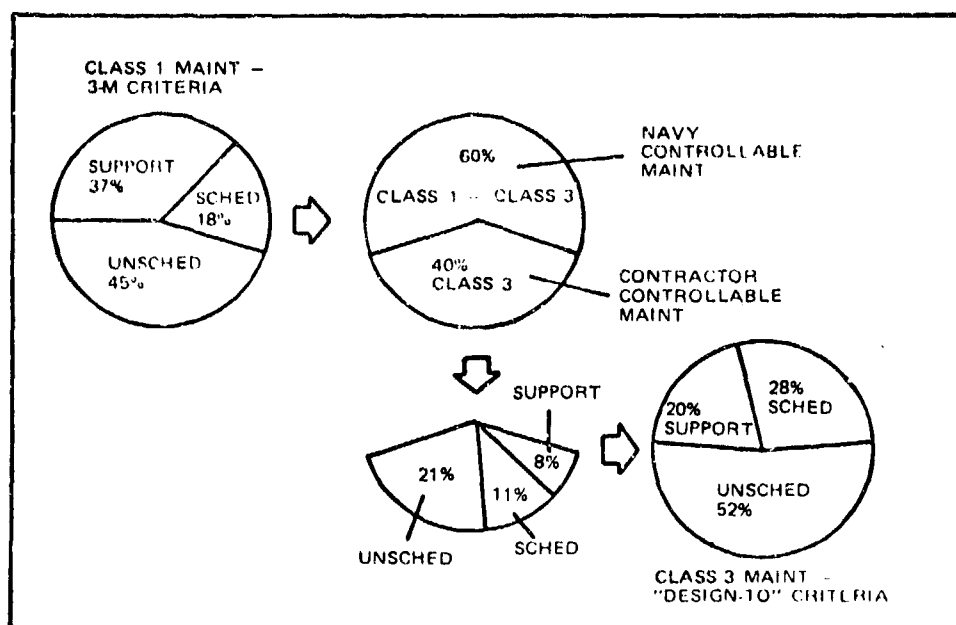 CLASS 1 MAINT –
3-M CRITERIA
SUPPORT
37%
SCHED
18%
UNSCHED
45%
60%
CLASS 1 – CLASS 3
40%
CLASS 3
NAVY
CONTROLLABLE
MAINT
CONTRACTOR
CONTROLLABLE
MAINT
SUPPORT
8%
21%
11%
UNSCHED
SCHED
28%
SCHED
20%
SUPPORT
UNSCHED
52%
CLASS 3 MAINT –
"DESIGN-TO" CRITERIA